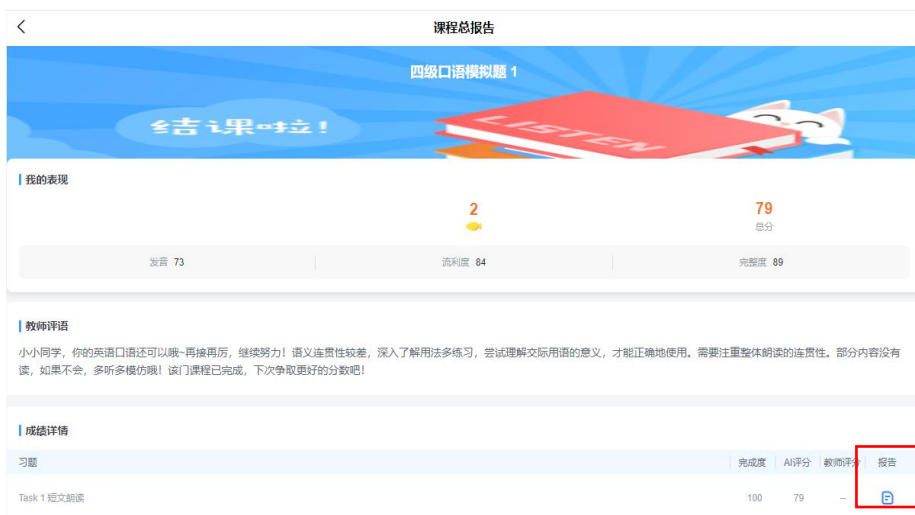 课程总报告
四级口语模拟题 1
结课啦!
LISTEN
我的表现
2
79
总分
发音 73
流利度 84
完整度 89
教师评语
小小同学，你的英语口语还可以哦~再接再厉，继续努力！语义连贯性较差，深入了解用法多练习，尝试理解交际用语的意义，才能正确地使用。需要注重整体朗读的连贯性。部分内容没有
读，如果不会，多听多模仿哦！该门课程已完成，下次争取更好的分数吧！
成绩详情
习题 完成度 AI评分 教师评分 报告
Task 1 短文朗读 100 79 --